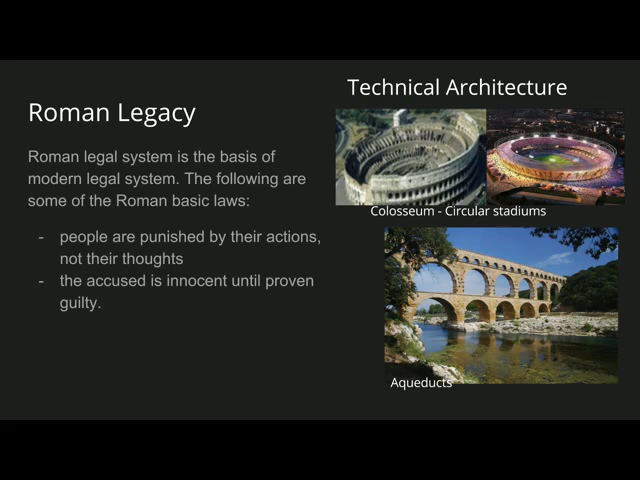 Roman Legacy
Roman legal system is the basis of
modern legal system. The following are
some of the Roman basic laws:
- people are punished by their actions,
not their thoughts
- the accused is innocent until proven
guilty.
Technical Architecture
Colosseum - Circular stadiums
Aqueducts